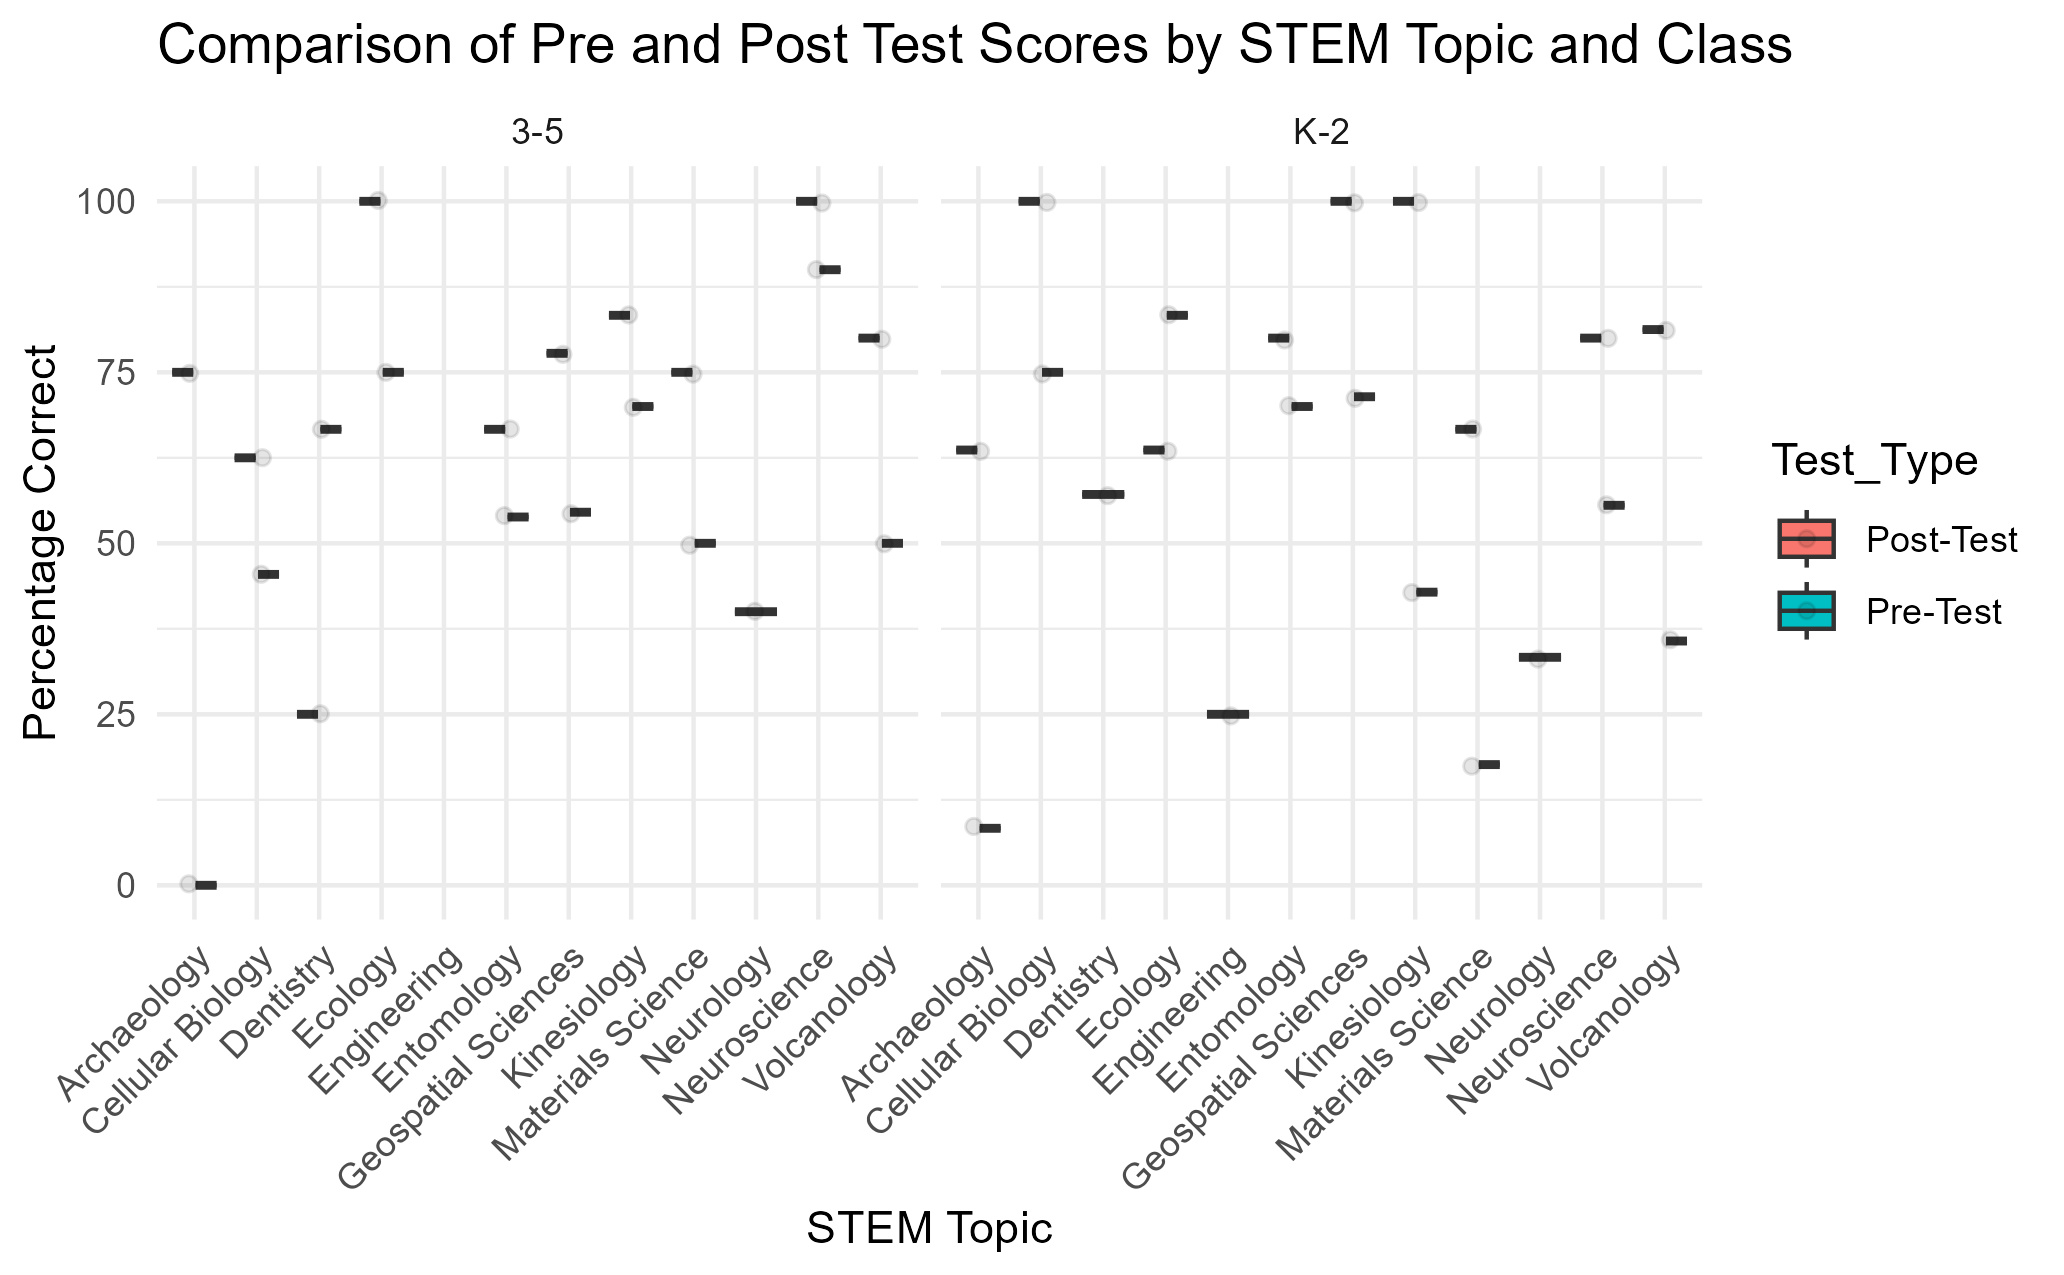 Comparison of Pre and Post Test Scores by STEM Topic and Class
3-5
K-2
Percentage Correct
100
75
50
25
0
Archaeology
Cellular Biology
Dentistry
Ecology
Engineering
Entomology
Geospatial Sciences
Kinesiology
Materials Science
Neurology
Neuroscience
Volcanology
Archaeology
Cellular Biology
Dentistry
Ecology
Engineering
Entomology
Geospatial Sciences
Kinesiology
Materials Science
Neurology
Neuroscience
Volcanology
STEM Topic
Test_Type
Post-Test
Pre-Test